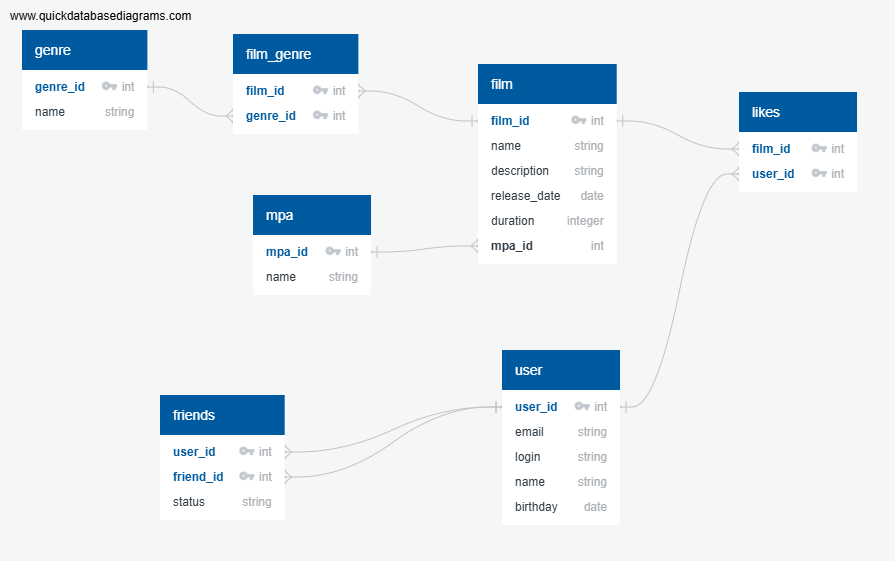 www.quickdatabasediagrams.com
genre
genre_id int
name string
film_genre
film_id int
genre_id int
film
film_id int
name string
description string
release_date date
duration integer
mpa_id int
likes
film_id int
user_id int
mpa
mpa_id int
name string
user
user_id int
email string
login string
name string
birthday date
friends
user_id int
friend_id int
status string